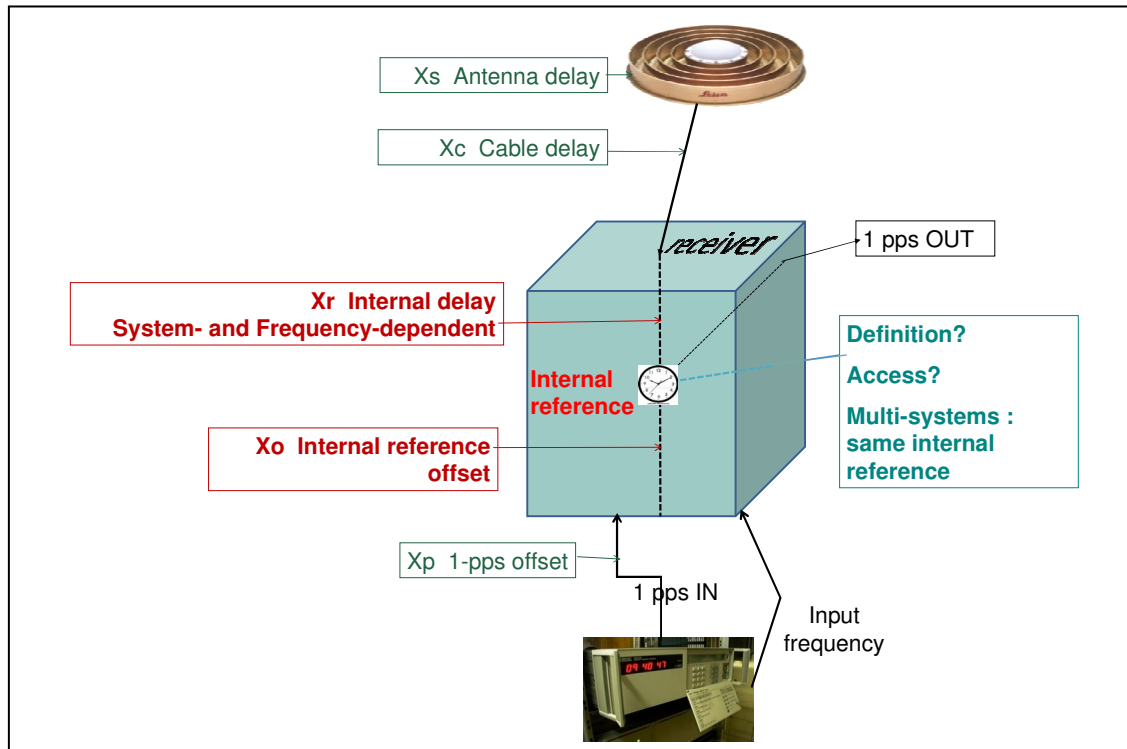 Xs Antenna delay
Leica
Xc Cable delay
receiver
1 pps OUT
Xr Internal delay
System- and Frequency-dependent
Definition?
Access?
Multi-systems :
same internal
reference
Internal
reference
Xo Internal reference
offset
Xp 1-pps offset
1 pps IN
Input
frequency
09 40 47